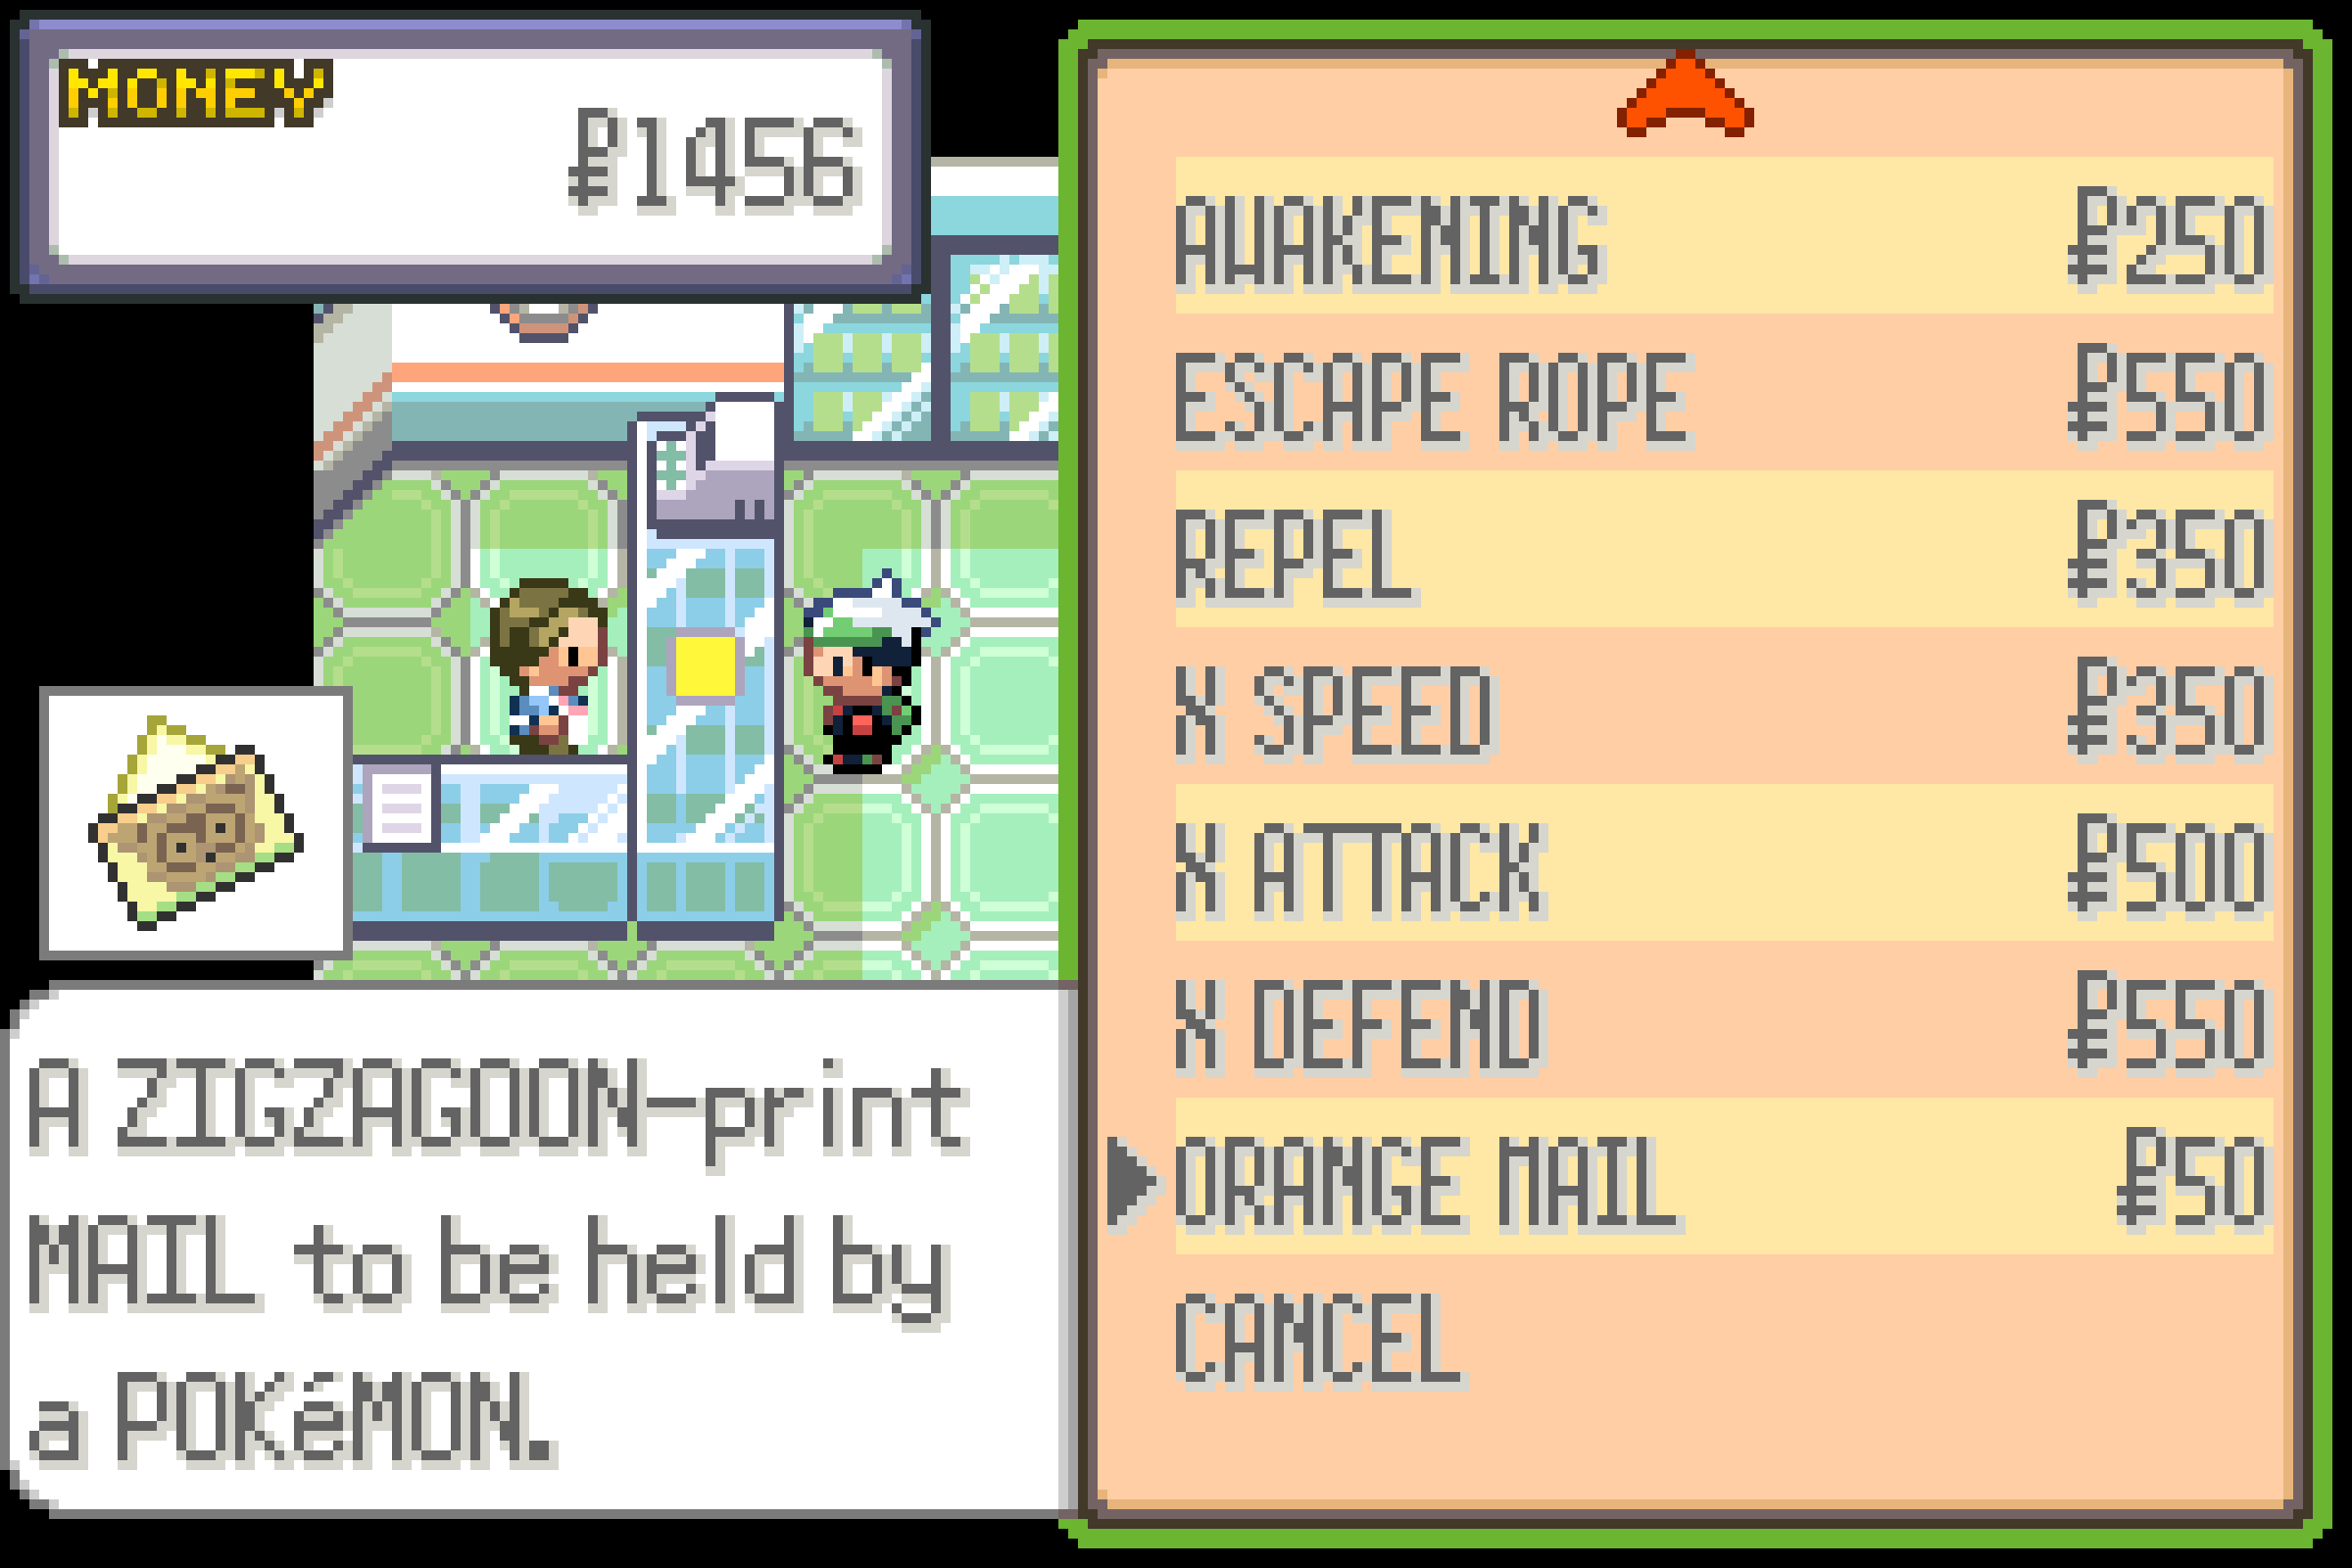 MONEY
₽1456
AWAKENING ₽250
ESCAPE ROPE ₽550
REPEL ₽350
X SPEED ₽350
X ATTACK ₽500
X DEFEND ₽550
ORANGE MAIL ₽50
CANCEL
A ZIGZAGOON-print
MAIL to be held by
a POKéMON.